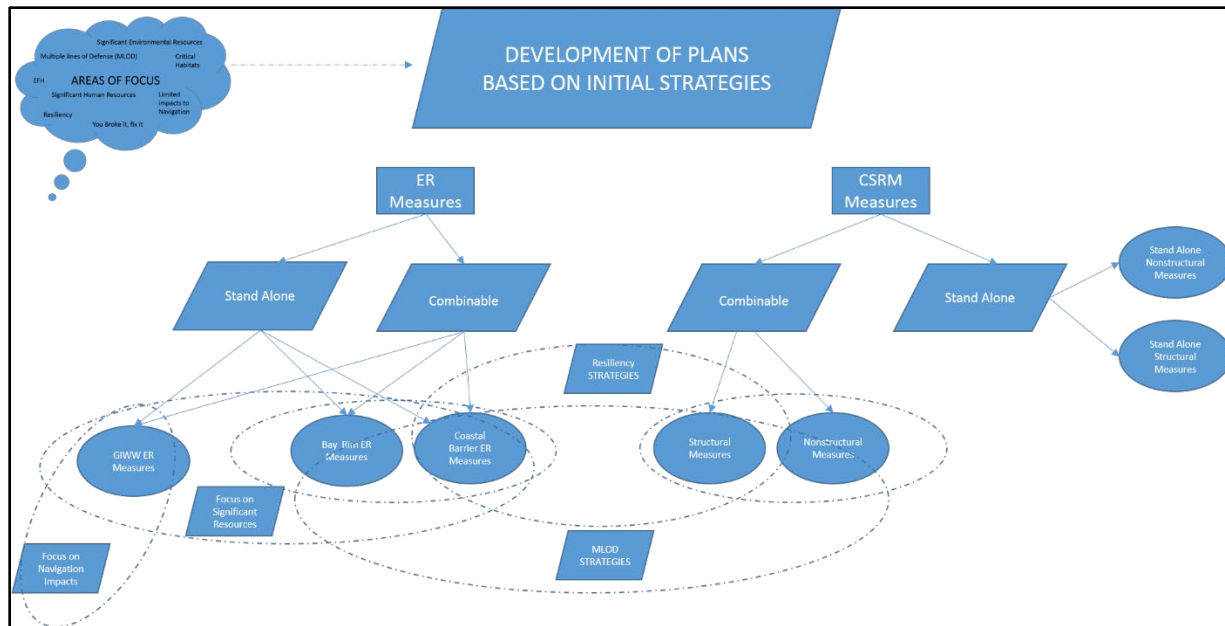 Significant Environmental Resources
Multiple lines of Defense (MLOD)
Critical
Habitats
EFH
AREAS OF FOCUS
Significant Human Resources
Limited
Impacts to
Navigation
Resiliency
You Broke it, fix it
DEVELOPMENT OF PLANS
BASED ON INITIAL STRATEGIES
ER
Measures
CSRM
Measures
Stand Alone
Combinable
Combinable
Stand Alone
Stand Alone
Nonstructural
Measures
Stand Alone
Structural
Measures
Resiliency
STRATEGIES
GIWW ER
Measures
Bay Rim ER
Measures
Coastal
Barrier ER
Measures
Structural
Measures
Nonstructural
Measures
Focus on
Significant
Resources
MLOD
STRATEGIES
Focus on
Navigation
Impacts